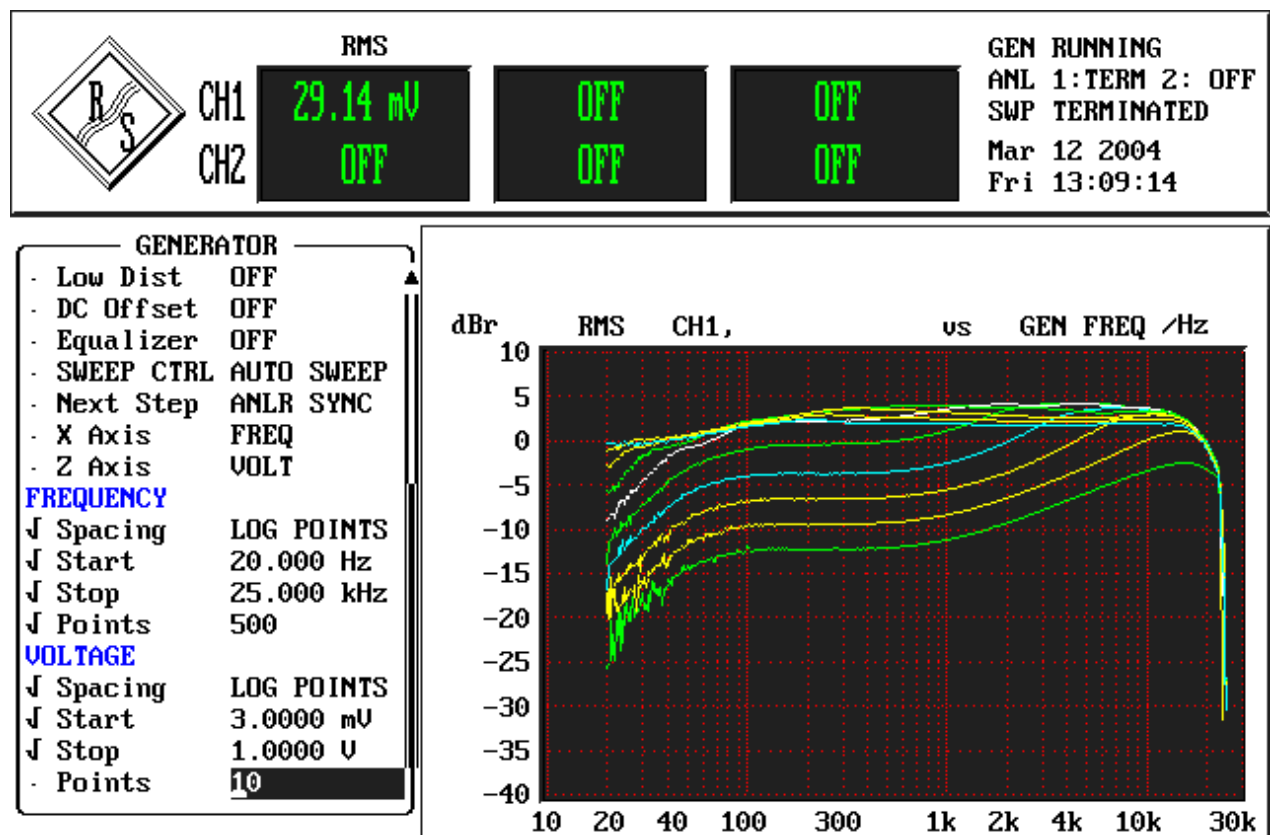 RMS
R
S
CH1 29.14 mV OFF OFF
CH2 OFF OFF OFF
GEN RUNNING
ANL 1:TERM 2: OFF
SWP TERMINATED
Mar 12 2004
Fri 13:09:14
GENERATOR
· Low Dist OFF
· DC Offset OFF
· Equalizer OFF
· SWEEP CTRL AUTO SWEEP
· Next Step ANLR SYNC
· X Axis FREQ
· Z Axis VOLT
FREQUENCY
√ Spacing LOG POINTS
√ Start 20.000 Hz
√ Stop 25.000 kHz
√ Points 500
VOLTAGE
√ Spacing LOG POINTS
√ Start 3.0000 mV
√ Stop 1.0000 V
· Points 10
dBr RMS CH1, vs GEN FREQ /Hz
10
5
0
-5
-10
-15
-20
-25
-30
-35
-40
10 20 40 100 300 1k 2k 4k 10k 30k